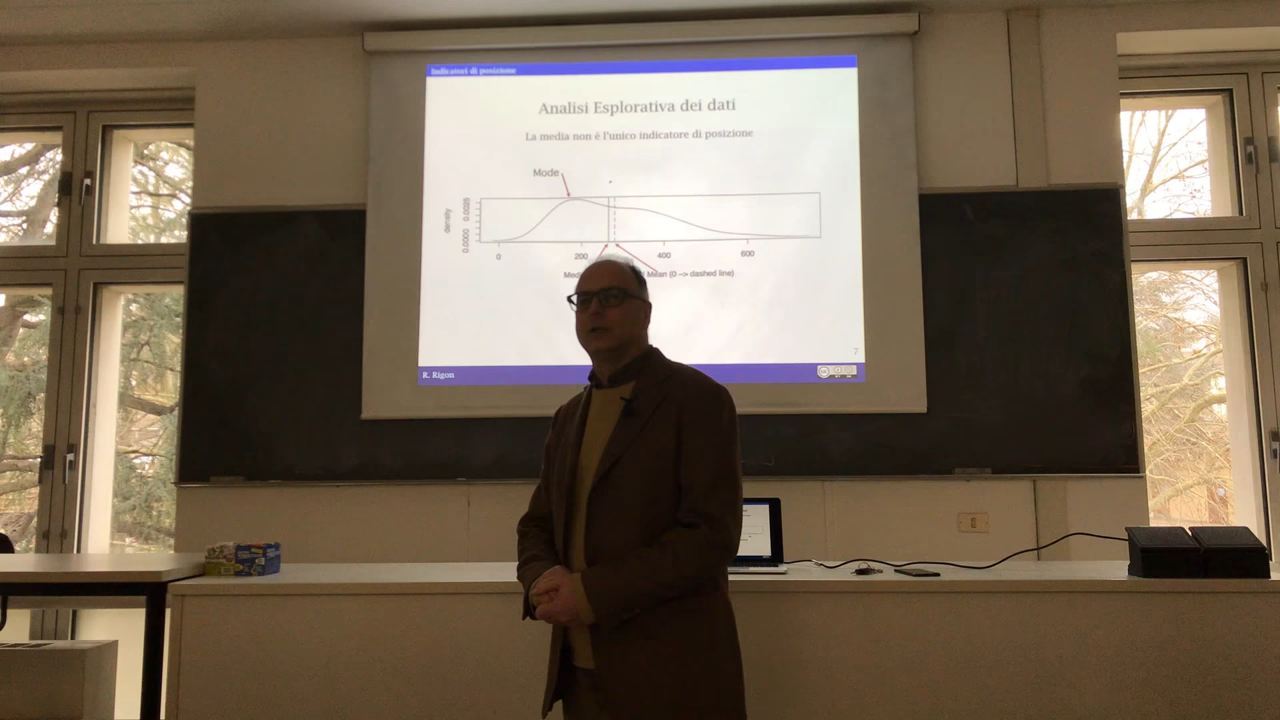 Indicatori di posizione
Analisi Esplorativa dei dati
La media non è l'unico indicatore di posizione
Mode
density
0.0000 0.0025
0 200 400 600
Mean (0 --> dashed line)
7
R. Rigon